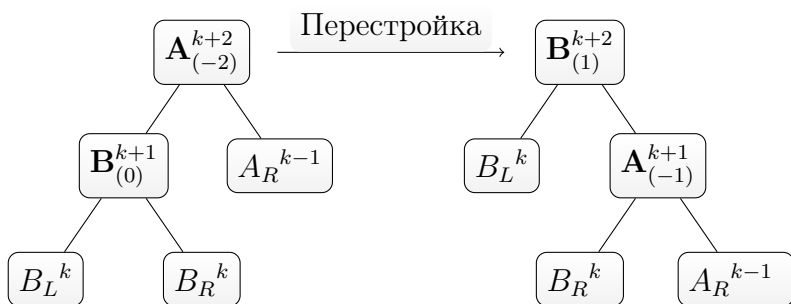 Перестройка
A^{k+2}_{(-2)} B^{k+2}_{(1)}
B^{k+1}_{(0)} A_R^{k-1} B_L^k A^{k+1}_{(-1)}
B_L^k B_R^k B_R^k A_R^{k-1}